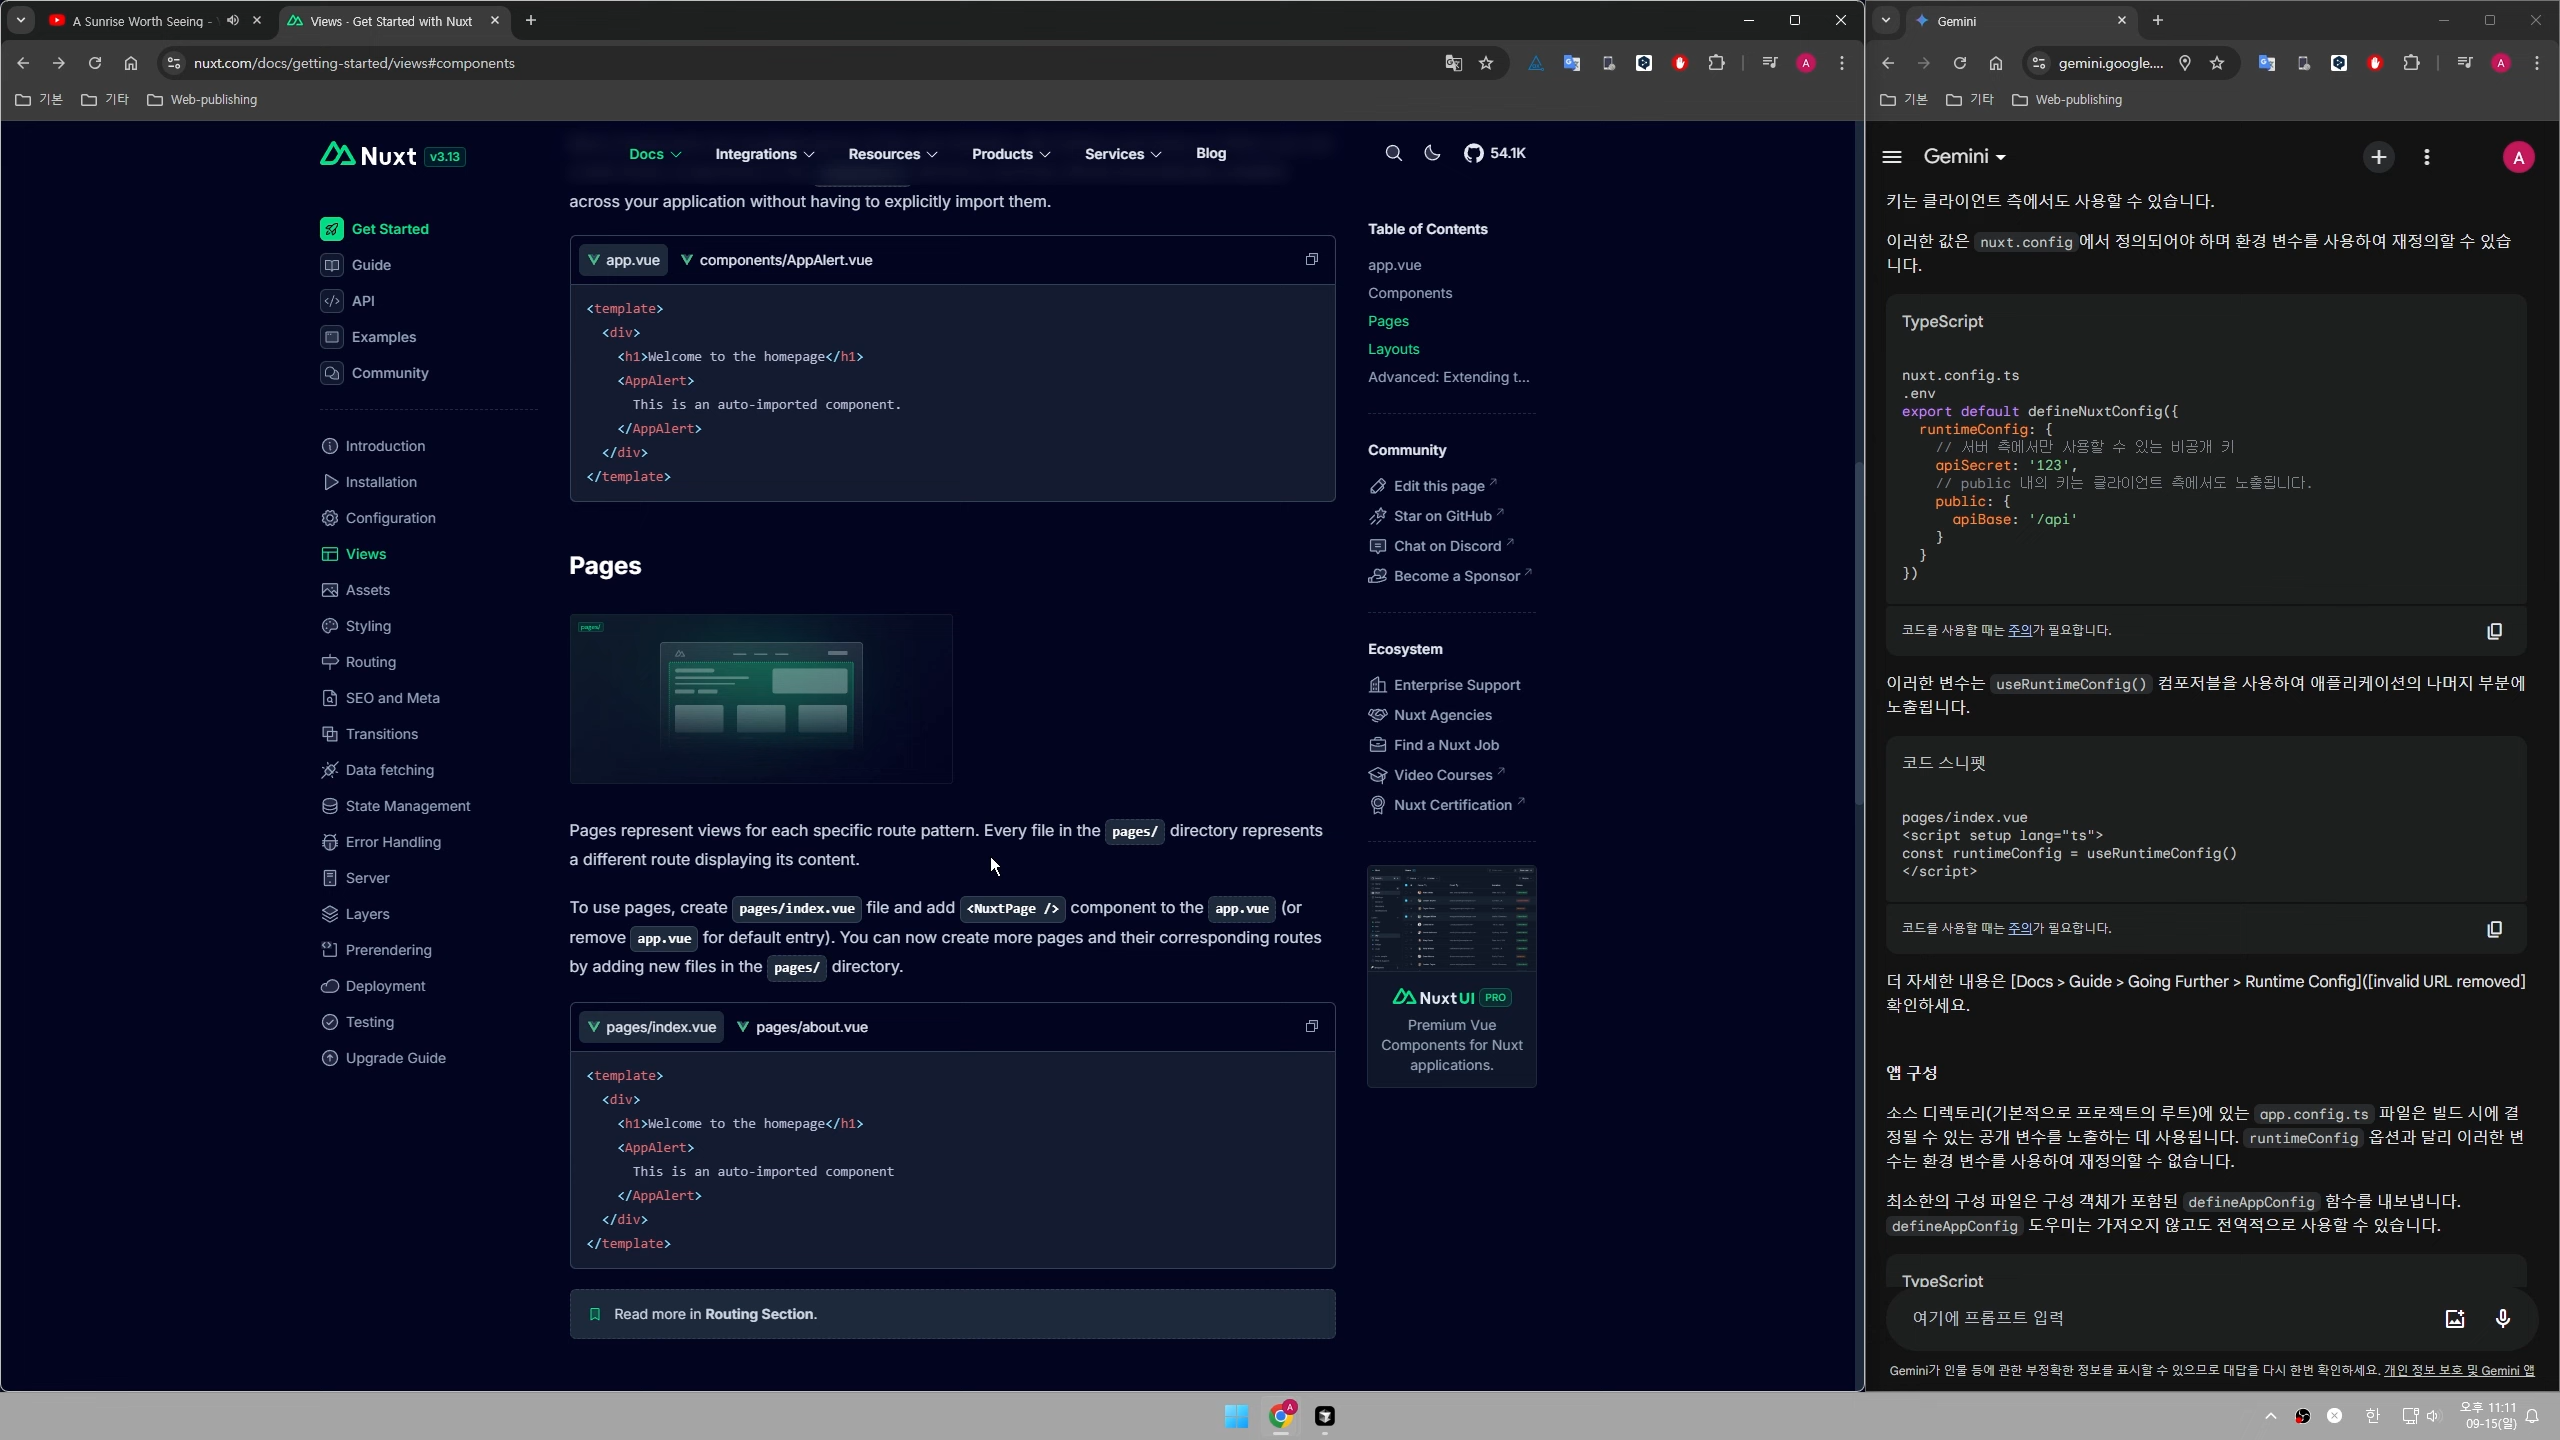 A Sunrise Worth Seeing -
Views · Get Started with Nuxt
nuxt.com/docs/getting-started/views#components
기본
기타
Web-publishing
Nuxt v3.13
Docs
Integrations
Resources
Products
Services
Blog
54.1K
Get Started
Guide
API
Examples
Community
Introduction
Installation
Configuration
Views
Assets
Styling
Routing
SEO and Meta
Transitions
Data fetching
State Management
Error Handling
Server
Layers
Prerendering
Deployment
Testing
Upgrade Guide
across your application without having to explicitly import them.
app.vue components/AppAlert.vue
<template>
<div>
<h1>Welcome to the homepage</h1>
<AppAlert>
This is an auto-imported component.
</AppAlert>
</div>
</template>
Pages
pages/
Pages represent views for each specific route pattern. Every file in the pages/ directory represents
a different route displaying its content.
To use pages, create pages/index.vue file and add <NuxtPage /> component to the app.vue (or
remove app.vue for default entry). You can now create more pages and their corresponding routes
by adding new files in the pages/ directory.
pages/index.vue pages/about.vue
<template>
<div>
<h1>Welcome to the homepage</h1>
<AppAlert>
This is an auto-imported component
</AppAlert>
</div>
</template>
Read more in Routing Section.
Table of Contents
app.vue
Components
Pages
Layouts
Advanced: Extending t...
Community
Edit this page
Star on GitHub
Chat on Discord
Become a Sponsor
Ecosystem
Enterprise Support
Nuxt Agencies
Find a Nuxt Job
Video Courses
Nuxt Certification
NuxtUI PRO
Premium Vue
Components for Nuxt
applications.
Gemini
gemini.google....
기본
기타
Web-publishing
Gemini
A
키는 클라이언트 측에서도 사용할 수 있습니다.
이러한 값은 nuxt.config에서 정의되어야 하며 환경 변수를 사용하여 재정의할 수 있습
니다.
TypeScript
nuxt.config.ts
.env
export default defineNuxtConfig({
runtimeConfig: {
// 서버 측에서만 사용할 수 있는 비공개 키
apiSecret: '123',
// public 내의 키는 클라이언트 측에서도 노출됩니다.
public: {
apiBase: '/api'
}
}
})
코드를 사용할 때는 주의가 필요합니다.
이러한 변수는 useRuntimeConfig() 컴포저블을 사용하여 애플리케이션의 나머지 부분에
노출됩니다.
코드 스니펫
pages/index.vue
<script setup lang="ts">
const runtimeConfig = useRuntimeConfig()
</script>
코드를 사용할 때는 주의가 필요합니다.
더 자세한 내용은 [Docs > Guide > Going Further > Runtime Config]([invalid URL removed]
확인하세요.
앱 구성
소스 디렉토리(기본적으로 프로젝트의 루트)에 있는 app.config.ts 파일은 빌드 시에 결
정될 수 있는 공개 변수를 노출하는 데 사용됩니다. runtimeConfig 옵션과 달리 이러한 변
수는 환경 변수를 사용하여 재정의할 수 없습니다.
최소한의 구성 파일은 구성 객체가 포함된 defineAppConfig 함수를 내보냅니다.
defineAppConfig 도우미는 가져오지 않고도 전역적으로 사용할 수 있습니다.
TypeScript
여기에 프롬프트 입력
Gemini가 인물 등에 관한 부정확한 정보를 표시할 수 있으므로 대답을 다시 한번 확인하세요. 개인 정보 보호 및 Gemini 앱
한
오후 11:11
09-15(일)